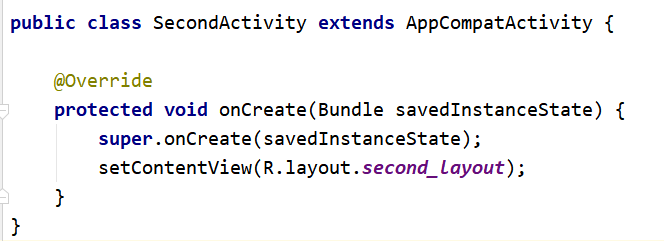 public class SecondActivity extends AppCompatActivity {
@Override
protected void onCreate(Bundle savedInstanceState) {
super.onCreate(savedInstanceState);
setContentView(R.layout.second_layout);
}
}